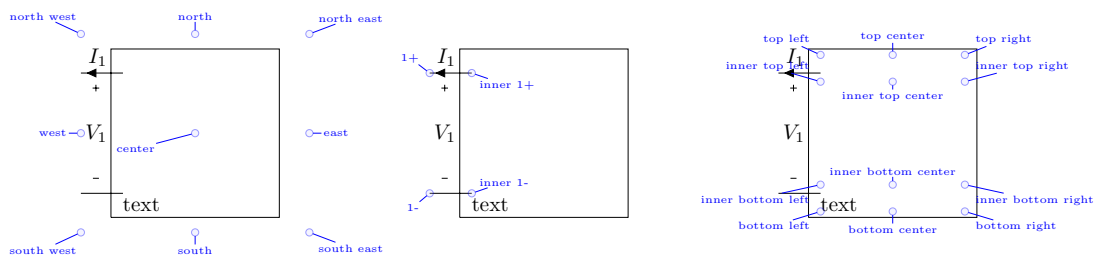 north west
north
north east
I1
+
west
V1
center
east
-
text
south west
south
south east
1+
I1
inner 1+
+
V1
-
inner 1-
1-
text
top left
top center
top right
I1
inner top left
inner top right
+
inner top center
V1
inner bottom center
-
inner bottom left
inner bottom right
text
bottom left
bottom center
bottom right